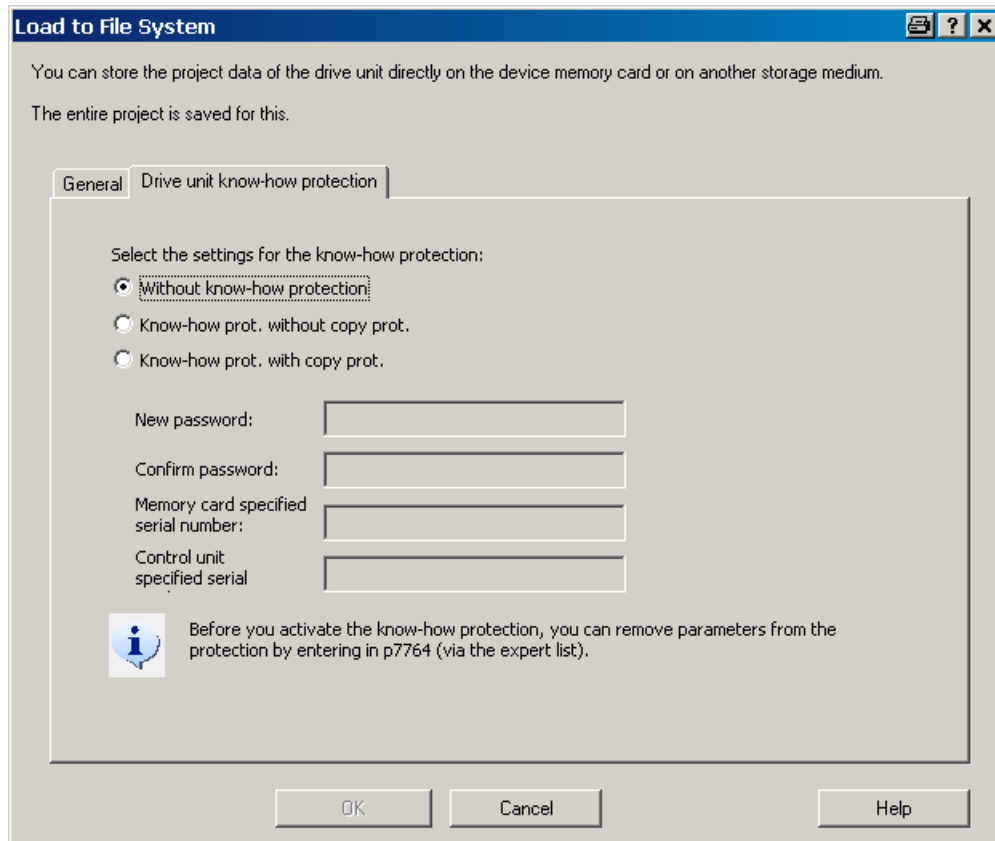 Load to File System
You can store the project data of the drive unit directly on the device memory card or on another storage medium.
The entire project is saved for this.
General
Drive unit know-how protection
Select the settings for the know-how protection:
Without know-how protection
Know-how prot. without copy prot.
Know-how prot. with copy prot.
New password:
Confirm password:
Memory card specified
serial number:
Control unit
specified serial
Before you activate the know-how protection, you can remove parameters from the
protection by entering in p7764 (via the expert list).
OK
Cancel
Help